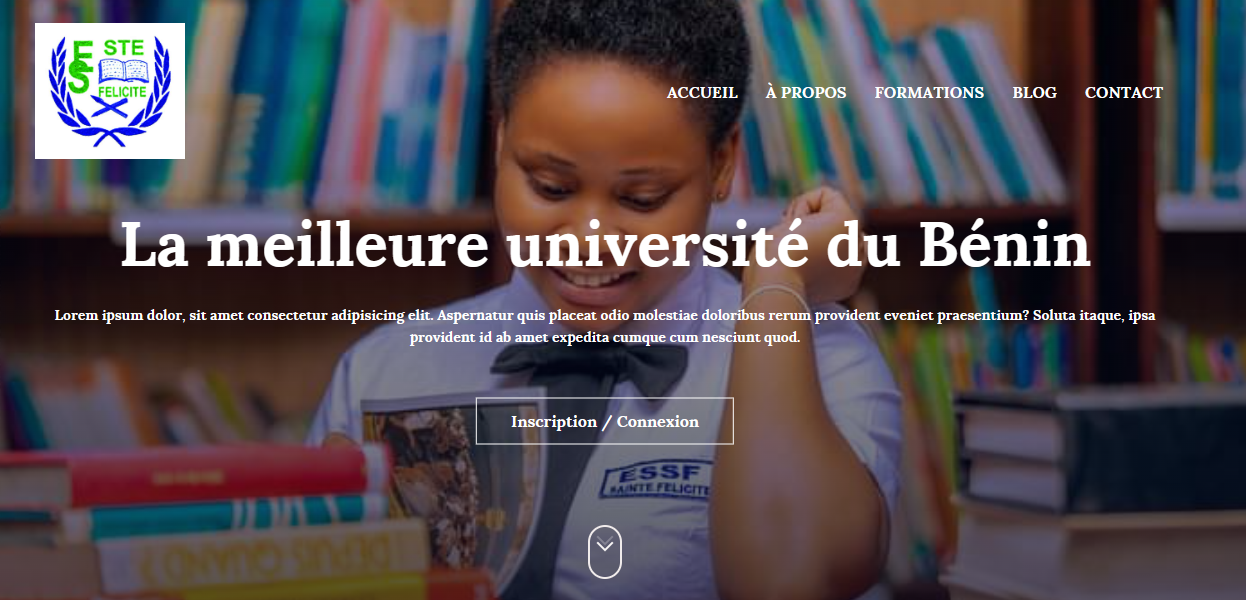 STE
ES
FELICITE
ACCUEIL À PROPOS FORMATIONS BLOG CONTACT
La meilleure université du Bénin
Lorem ipsum dolor, sit amet consectetur adipisicing elit. Aspernatur quis placeat odio molestiae doloribus rerum provident eveniet praesentium? Soluta itaque, ipsa
provident id ab amet expedita cumque cum nesciunt quod.
Inscription / Connexion
ESSF
SAINTE FELICITE
DEPUIS QUAND